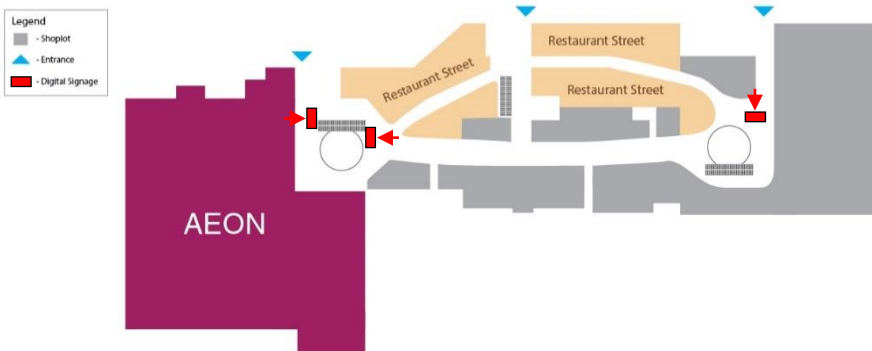 Legend
- Shoplot
- Entrance
- Digital Signage
Restaurant Street
Restaurant Street
Restaurant Street
AEON